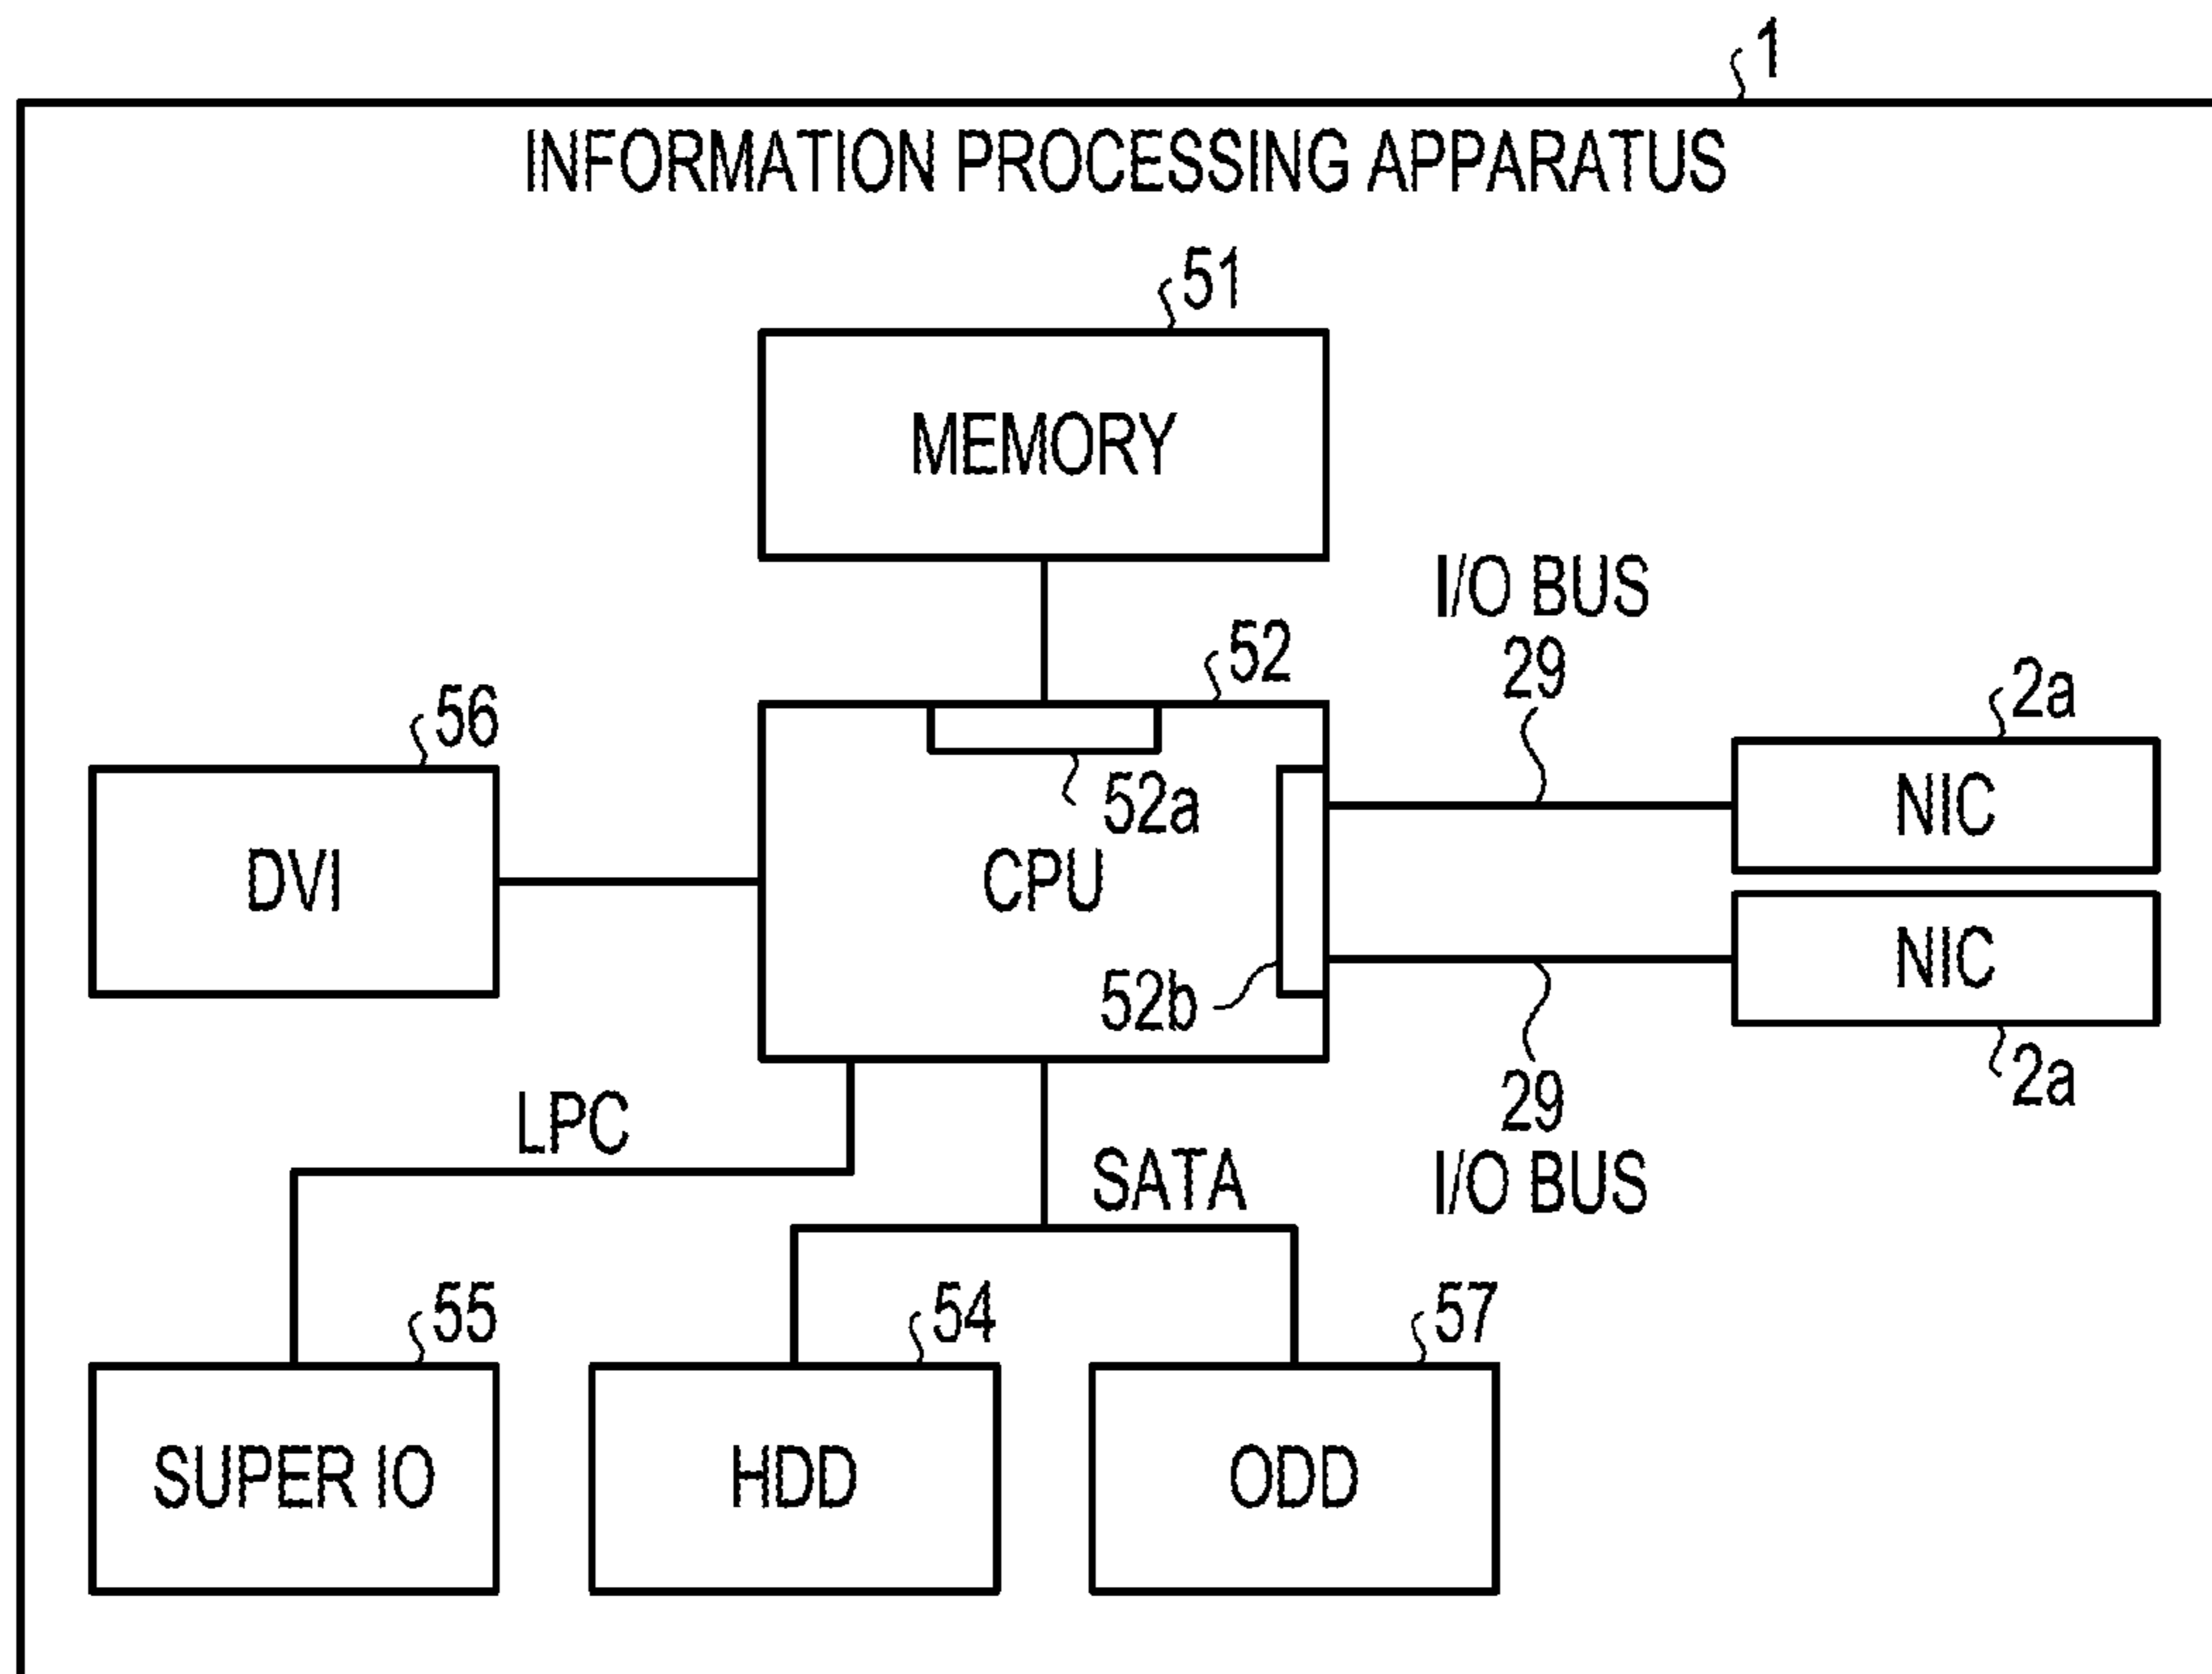 1
INFORMATION PROCESSING APPARATUS
51
MEMORY
I/O BUS
29
52
2a
56
NIC
52a
DVI
CPU
NIC
52b
2a
29
I/O BUS
LPC
SATA
55
54
57
SUPER IO
HDD
ODD